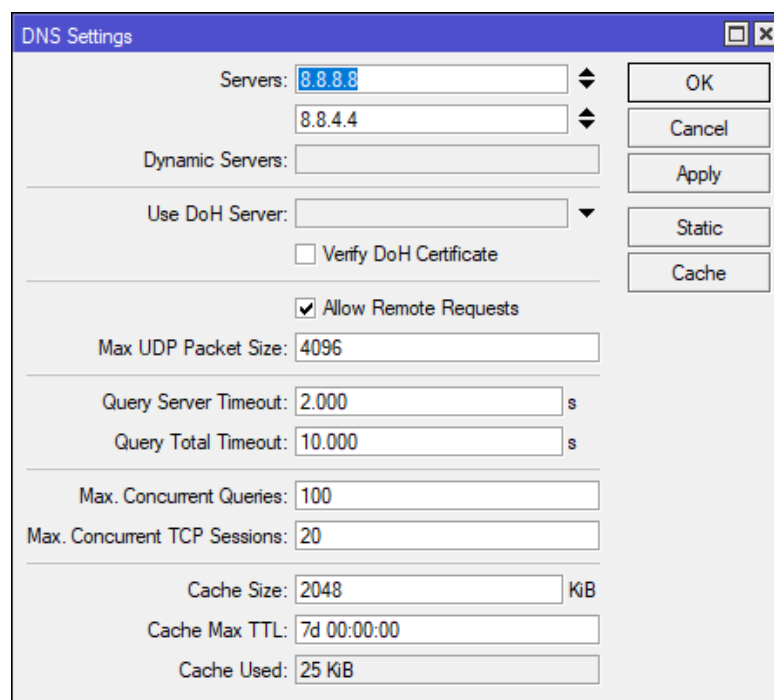 DNS Settings
Servers: 8.8.8.8
8.8.4.4
Dynamic Servers:
Use DoH Server:
Verify DoH Certificate
Allow Remote Requests
Max UDP Packet Size: 4096
Query Server Timeout: 2.000 s
Query Total Timeout: 10.000 s
Max. Concurrent Queries: 100
Max. Concurrent TCP Sessions: 20
Cache Size: 2048 KiB
Cache Max TTL: 7d 00:00:00
Cache Used: 25 KiB
OK
Cancel
Apply
Static
Cache